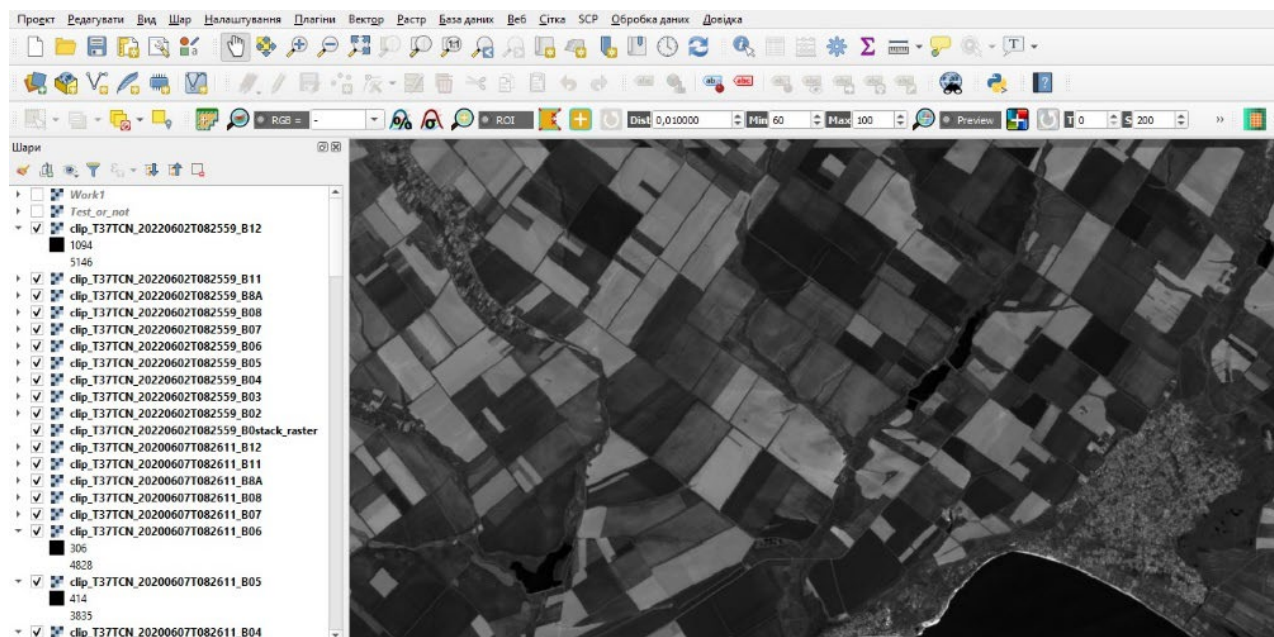 Проект Редагувати Вид Шар Налаштування Плагіни Вектор Растр База даних Веб Сітка SCP Обробка даних Довідка
RGB = - ROI Dist 0,010000 Min 60 Max 100 Preview T 0 S 200 »
Шари
Work1
Test_or_not
clip_T37TCN_20220602T082559_B12
1094
5146
clip_T37TCN_20220602T082559_B11
clip_T37TCN_20220602T082559_B8A
clip_T37TCN_20220602T082559_B08
clip_T37TCN_20220602T082559_B07
clip_T37TCN_20220602T082559_B06
clip_T37TCN_20220602T082559_B05
clip_T37TCN_20220602T082559_B04
clip_T37TCN_20220602T082559_B03
clip_T37TCN_20220602T082559_B02
clip_T37TCN_20220602T082559_B0stack_raster
clip_T37TCN_20200607T082611_B12
clip_T37TCN_20200607T082611_B11
clip_T37TCN_20200607T082611_B8A
clip_T37TCN_20200607T082611_B08
clip_T37TCN_20200607T082611_B07
clip_T37TCN_20200607T082611_B06
306
4828
clip_T37TCN_20200607T082611_B05
414
3835
clip_T37TCN_20200607T082611_B04